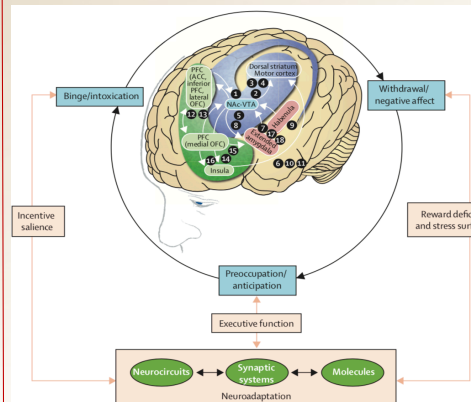 PFC
(ACC,
inferior
PFC,
lateral
OFC)
Dorsal striatum
Motor cortex
3 4
1 2
NAc-VTA
12 13
5
8
Habenula
9
7
17
18
Extended
amygdala
PFC
(medial OFC)
15
16 14
Insula
6 10 11
Binge/intoxication
Withdrawal/
negative affect
Incentive
salience
Reward defic
and stress sur
Preoccupation/
anticipation
Executive function
Neurocircuits
Synaptic
systems
Molecules
Neuroadaptation